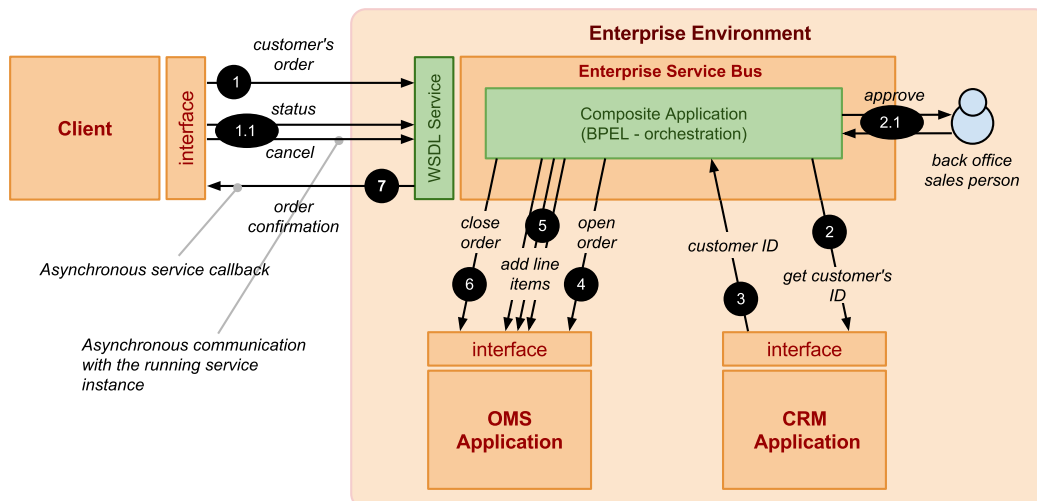 Enterprise Environment
customer's
order
1
Client
interface
status
1.1
cancel
WSDL Service
Enterprise Service Bus
Composite Application
(BPEL - orchestration)
approve
2.1
back office
sales person
7
order
confirmation
Asynchronous service callback
Asynchronous communication
with the running service
instance
close
order
6
5
add line
items
open
order
4
customer ID
3
2
get customer's
ID
interface
OMS
Application
interface
CRM
Application